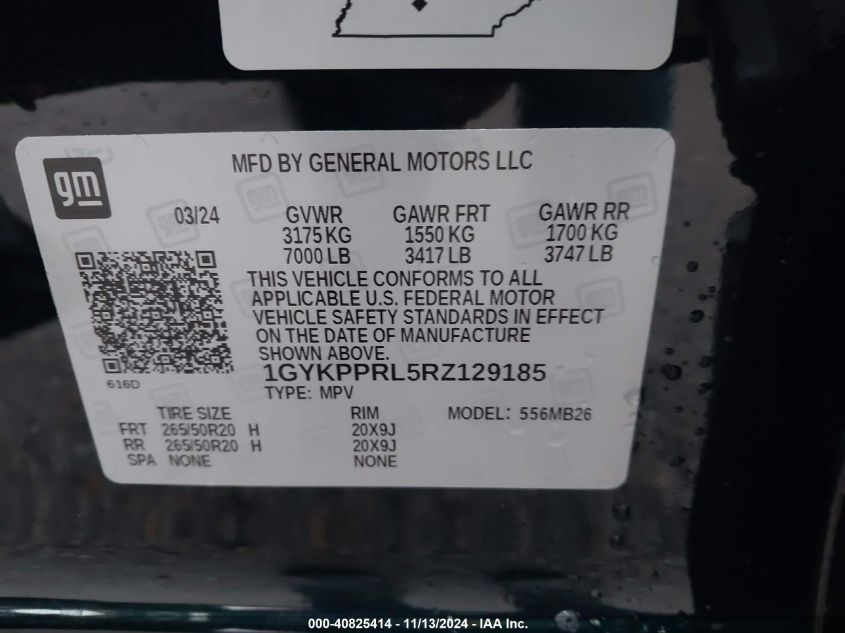 gm
MFD BY GENERAL MOTORS LLC
03/24 GVWR GAWR FRT GAWR RR
3175 KG 1550 KG 1700 KG
7000 LB 3417 LB 3747 LB
THIS VEHICLE CONFORMS TO ALL
APPLICABLE U.S. FEDERAL MOTOR
VEHICLE SAFETY STANDARDS IN EFFECT
ON THE DATE OF MANUFACTURE
SHOWN ABOVE.
1GYKPPRL5RZ129185
616D
TYPE: MPV
TIRE SIZE RIM MODEL: 556MB26
FRT 265/50R20 H 20X9J
RR 265/50R20 H 20X9J
SPA NONE NONE
000-40825414 - 11/13/2024 - IAA Inc.